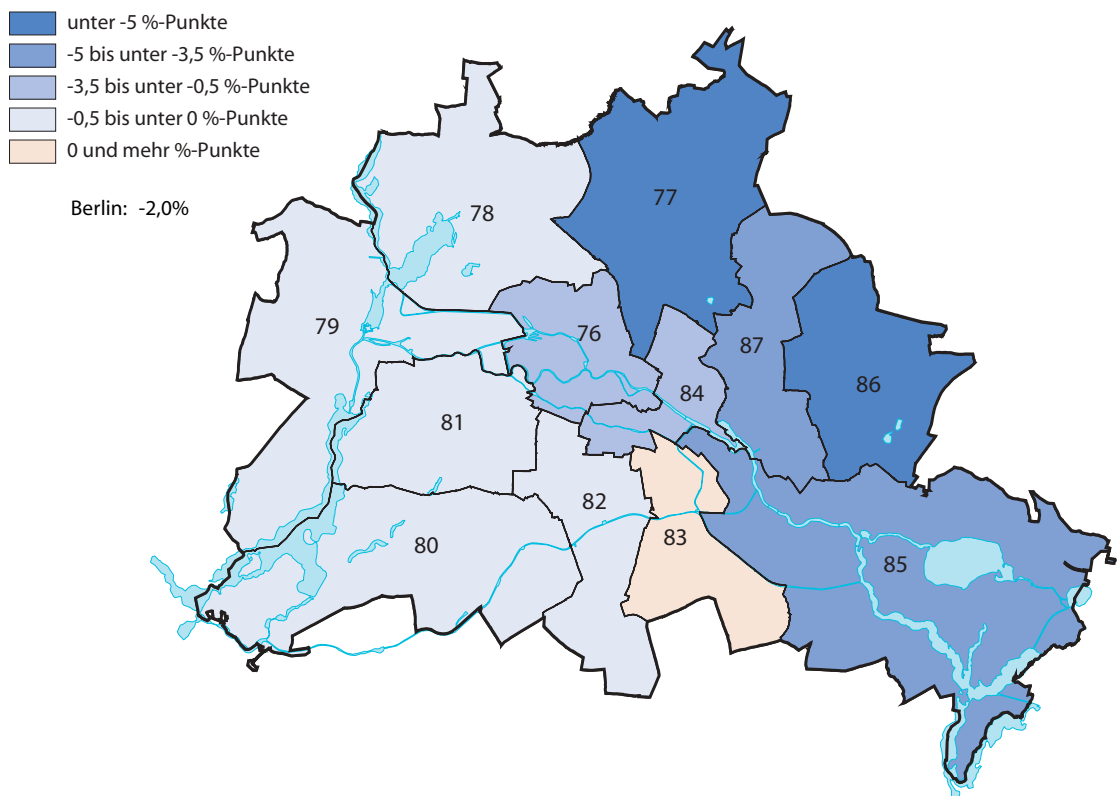 unter -5 %-Punkte
-5 bis unter -3,5 %-Punkte
-3,5 bis unter -0,5 %-Punkte
-0,5 bis unter 0 %-Punkte
0 und mehr %-Punkte
Berlin: -2,0%
77
78
79
76
87
86
84
81
82
83
80
85